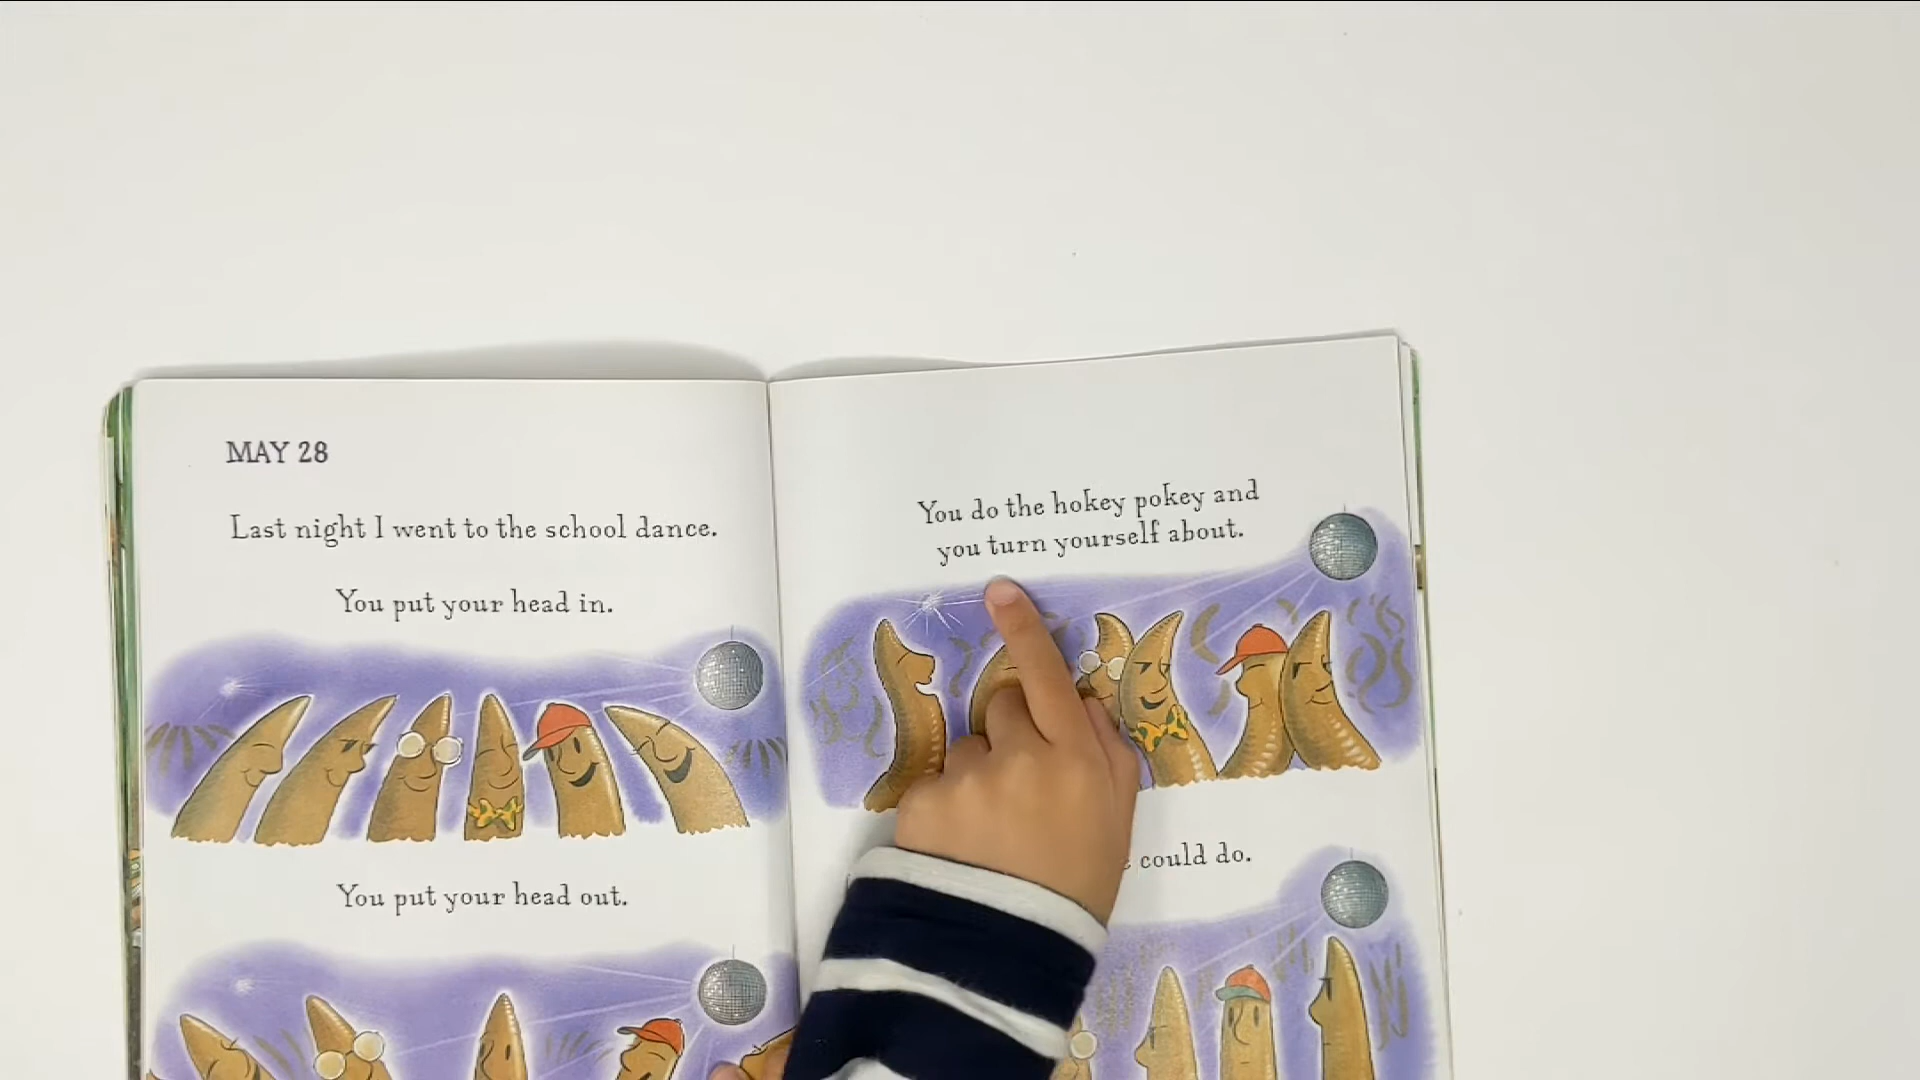 MAY 28
Last night I went to the school dance.
You put your head in.
You put your head out.
You do the hokey pokey and
you turn yourself about.
could do.